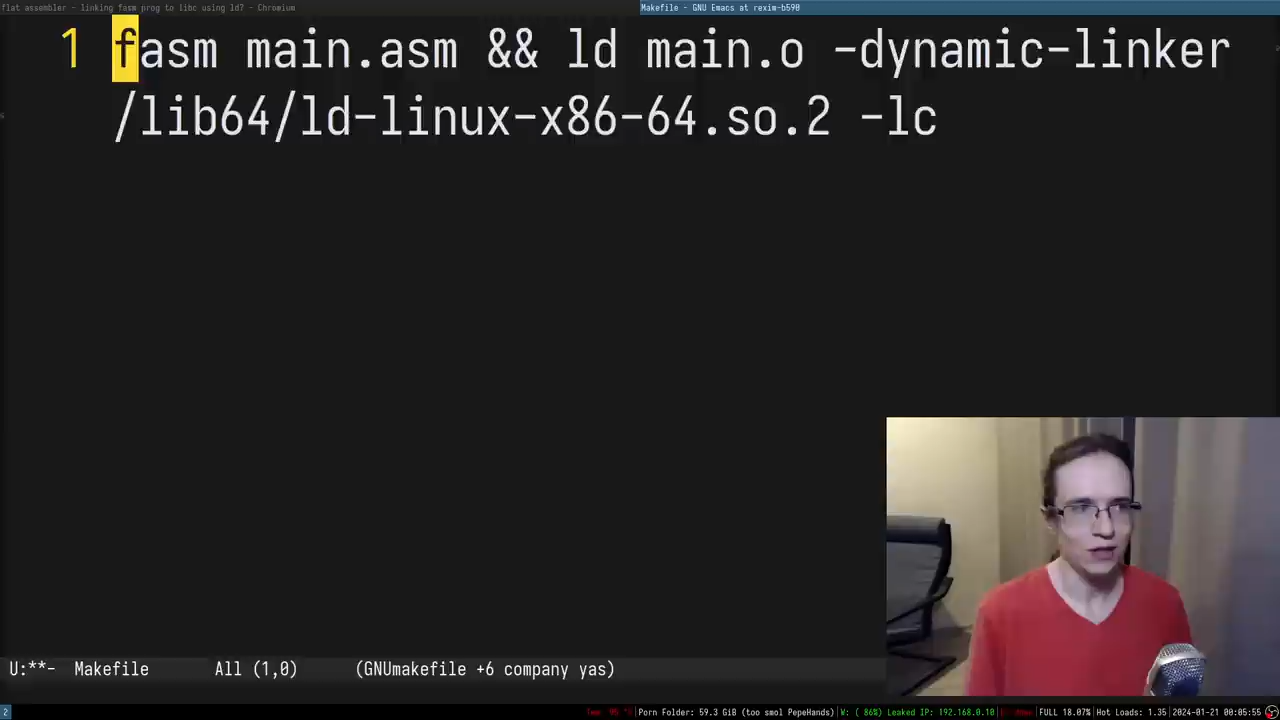 flat assembler - linking fasm prog to libc using ld? - Chromium
Makefile - GNU Emacs at rexim-b590
1 fasm main.asm && ld main.o -dynamic-linker
/lib64/ld-linux-x86-64.so.2 -lc
U:**- Makefile All (1,0) (GNUmakefile +6 company yas)
2 Porn Folder: 59.3 GiB (too smol PepeHands) W: ( 86%) Leaked IP: 192.168.0.10 FULL 18.07% Hot Loads: 1.35 2024-01-21 00:05:55